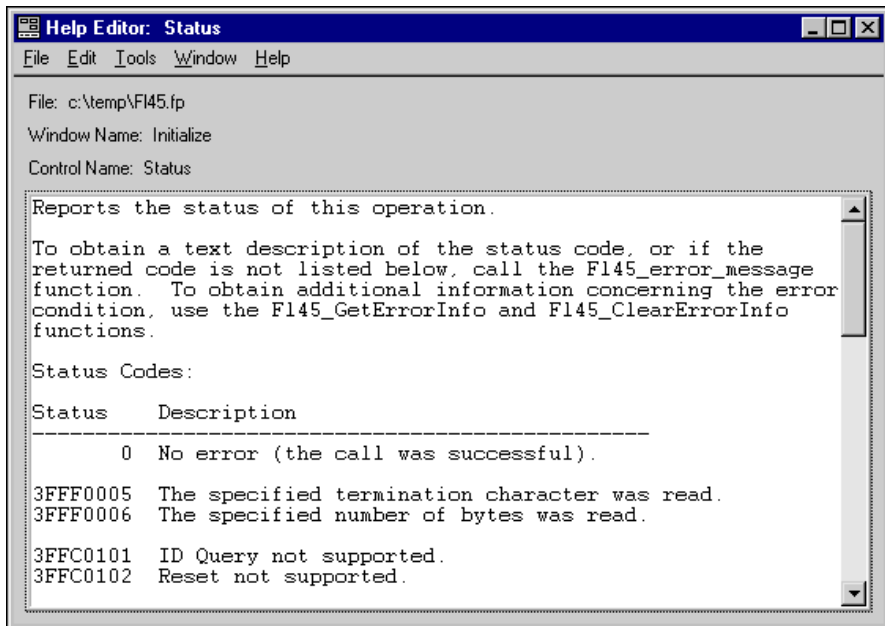 Help Editor: Status
File Edit Tools Window Help
File: c:\temp\Fl45.fp
Window Name: Initialize
Control Name: Status
Reports the status of this operation.
To obtain a text description of the status code, or if the
returned code is not listed below, call the Fl45_error_message
function. To obtain additional information concerning the error
condition, use the Fl45_GetErrorInfo and Fl45_ClearErrorInfo
functions.
Status Codes:
Status Description
--------------------------------------------------
0 No error (the call was successful).
3FFF0005 The specified termination character was read.
3FFF0006 The specified number of bytes was read.
3FFC0101 ID Query not supported.
3FFC0102 Reset not supported.